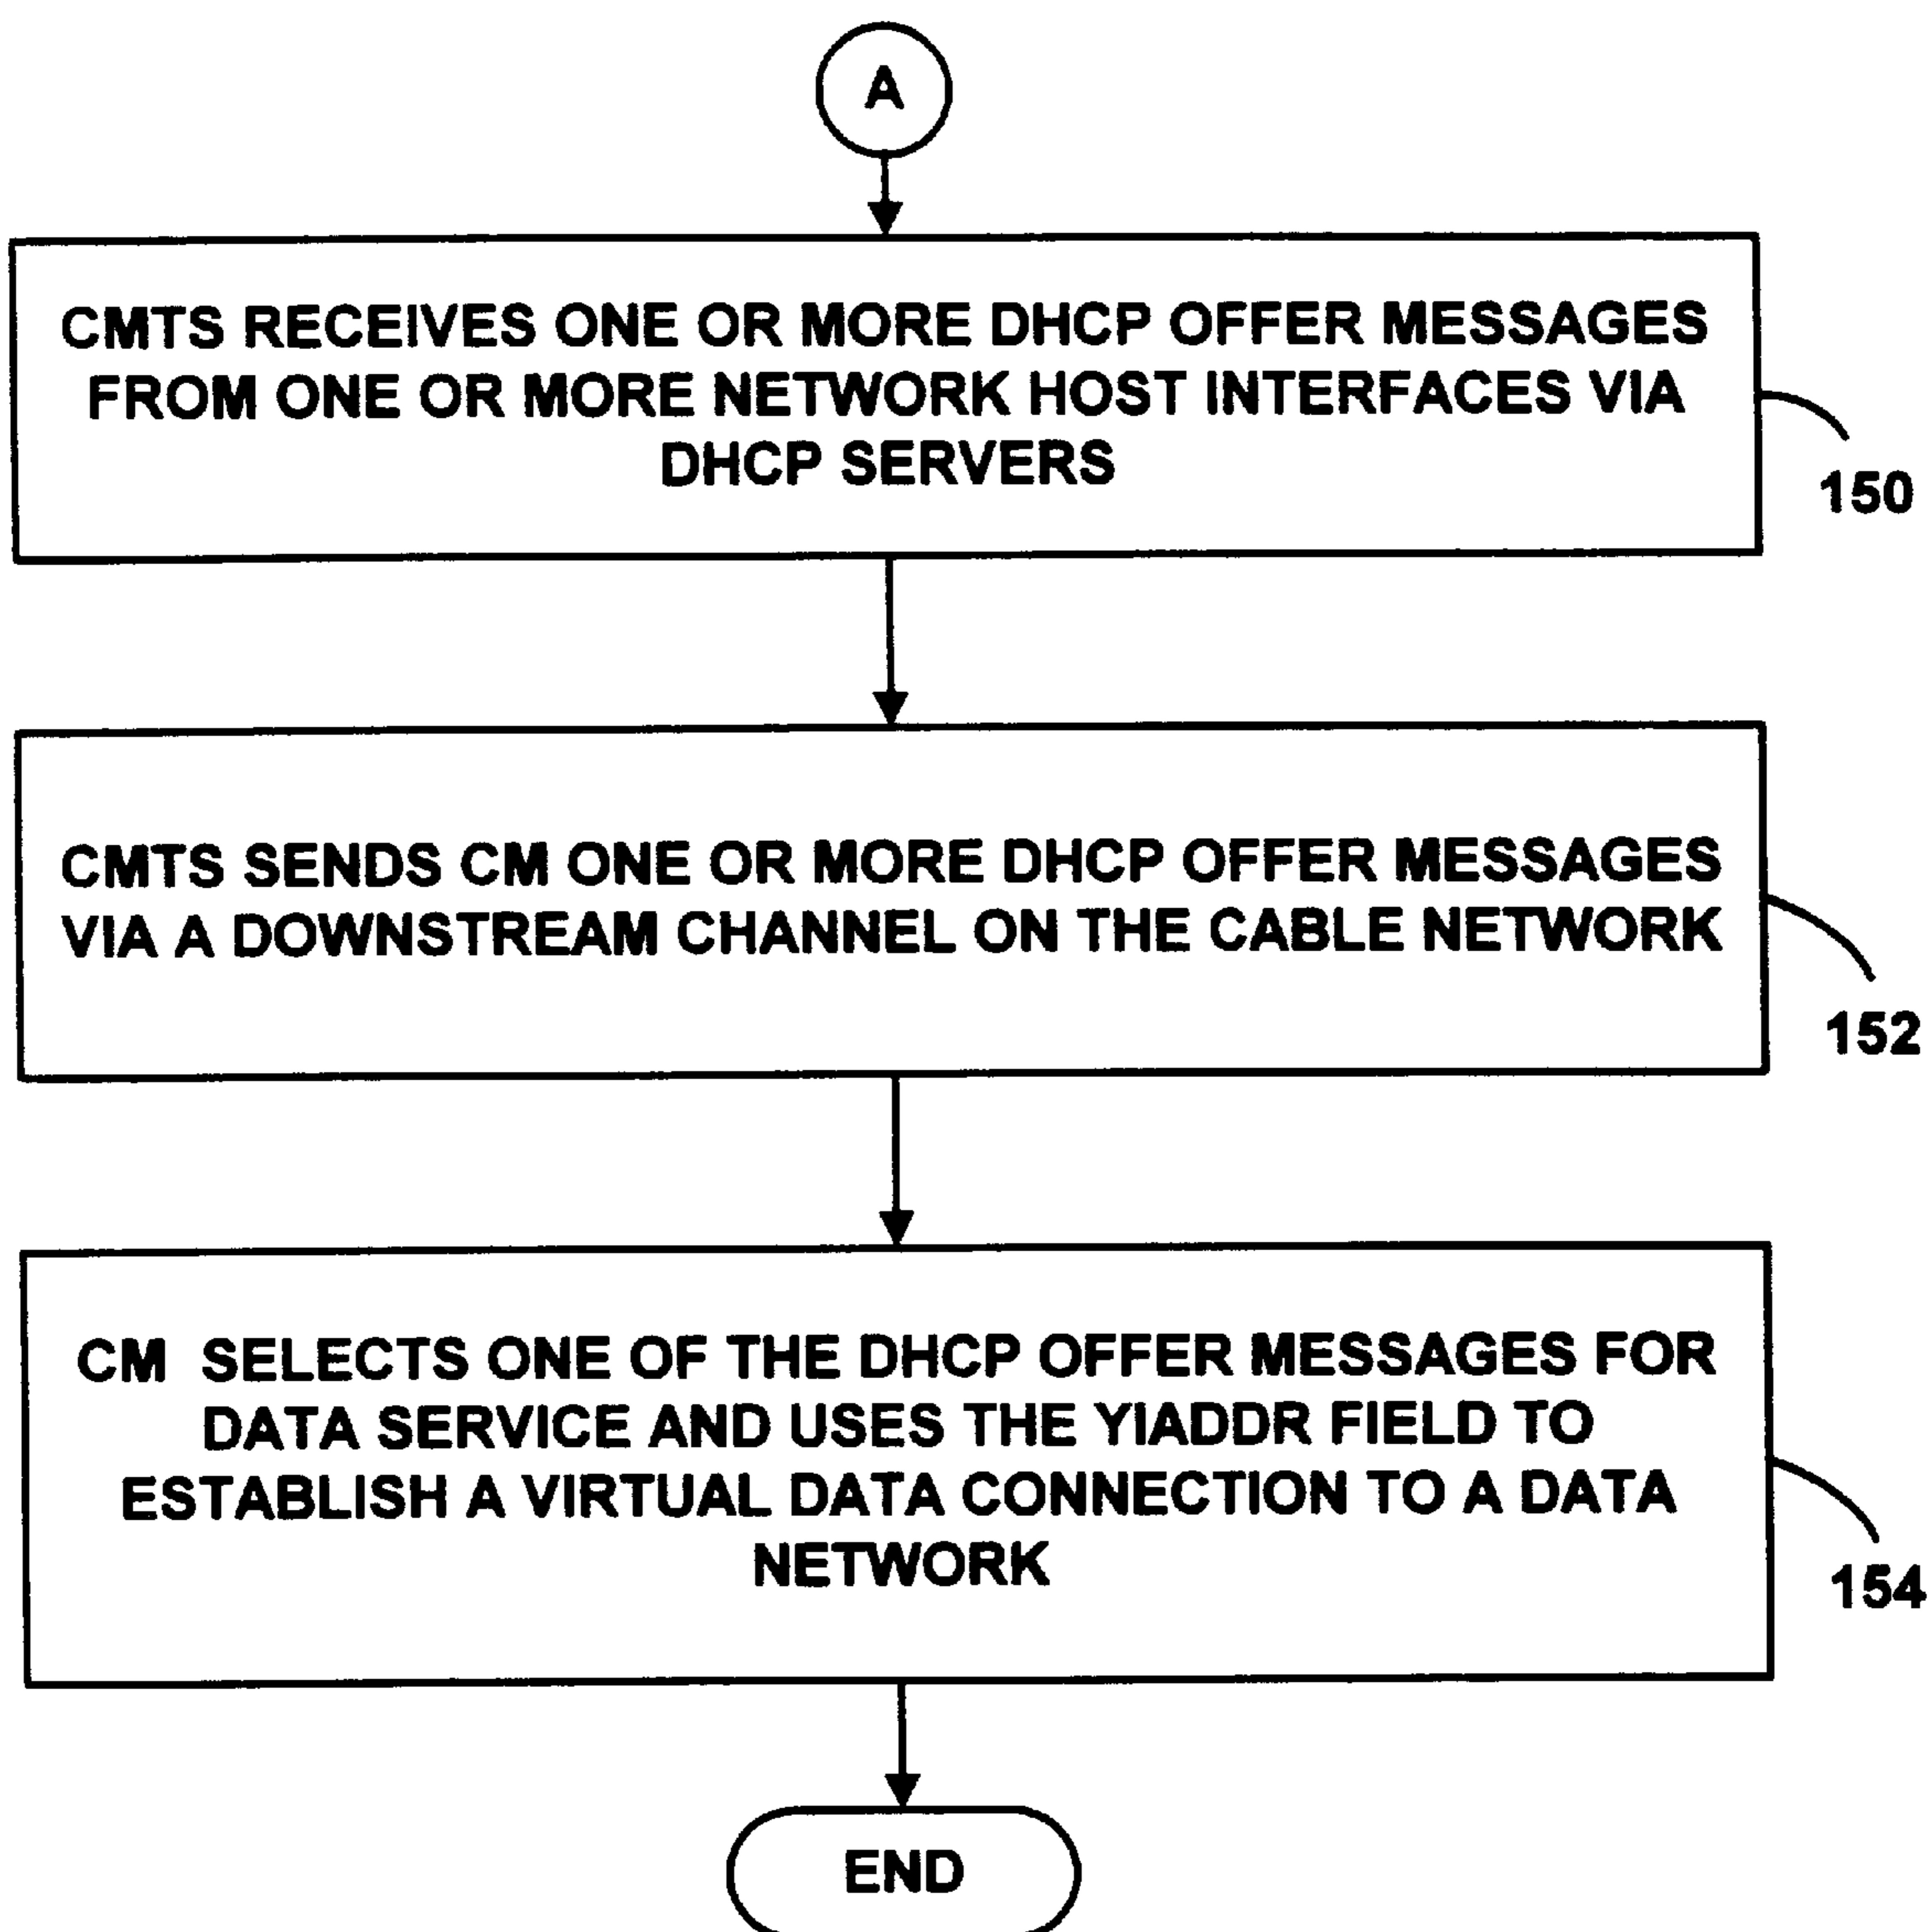 A
CMTS RECEIVES ONE OR MORE DHCP OFFER MESSAGES
FROM ONE OR MORE NETWORK HOST INTERFACES VIA
DHCP SERVERS
150
CMTS SENDS CM ONE OR MORE DHCP OFFER MESSAGES
VIA A DOWNSTREAM CHANNEL ON THE CABLE NETWORK
152
CM SELECTS ONE OF THE DHCP OFFER MESSAGES FOR
DATA SERVICE AND USES THE YIADDR FIELD TO
ESTABLISH A VIRTUAL DATA CONNECTION TO A DATA
NETWORK
154
END